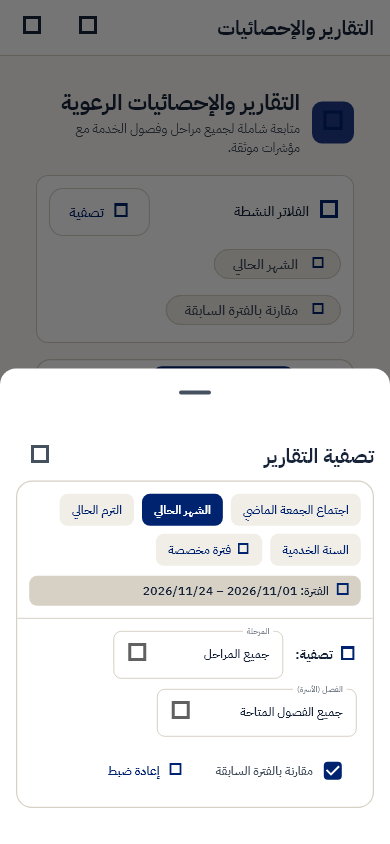 التقارير والإحصائيات
التقارير والإحصائيات الرعوية
متابعة شاملة لجميع مراحل وفصول الخدمة مع
مؤشرات موثقة.
الفلاتر النشطة
تصفية
الشهر الحالي
مقارنة بالفترة السابقة
تصفية التقارير
اجتماع الجمعة الماضي
الشهر الحالي
الترم الحالي
السنة الخدمية
فترة مخصصة
الفترة: 2026/11/01 – 2026/11/24
تصفية:
المرحلة
جميع المراحل
الفصل (الأسرة)
جميع الفصول المتاحة
مقارنة بالفترة السابقة
إعادة ضبط